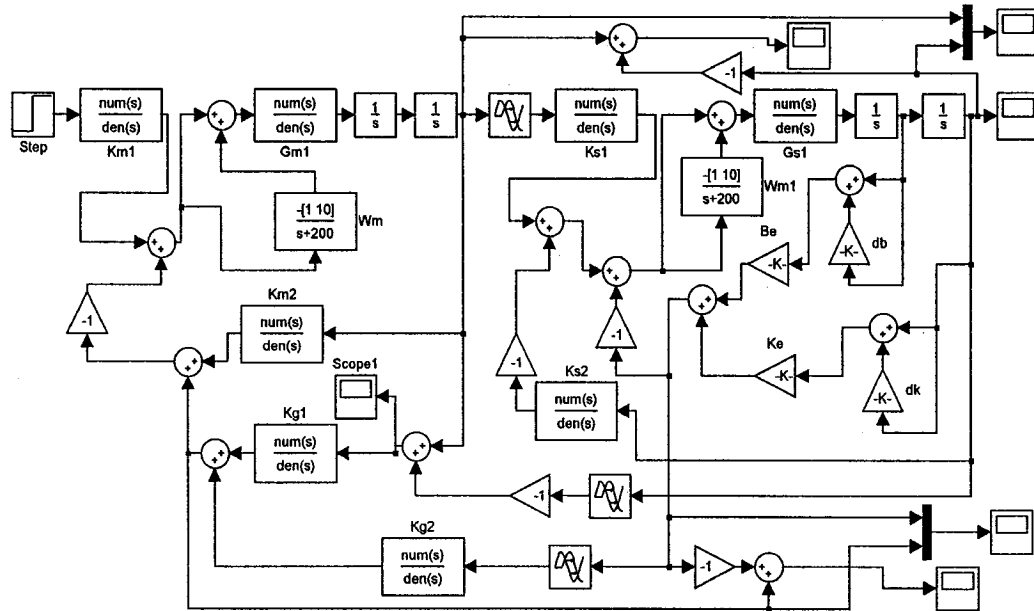 -1
num(s)
den(s)
Km1
Step
num(s)
den(s)
Gm1
1
s
1
s
num(s)
den(s)
Ks1
num(s)
den(s)
Gs1
1
s
1
s
-[1 10]
s+200
Wm
-[1 10]
s+200
Wm1
Be
-K-
-K-
db
-1
Km2
num(s)
den(s)
Scope1
-1
-1
Ks2
num(s)
den(s)
Ke
-K-
-K-
dk
Kg1
num(s)
den(s)
-1
Kg2
num(s)
den(s)
-1